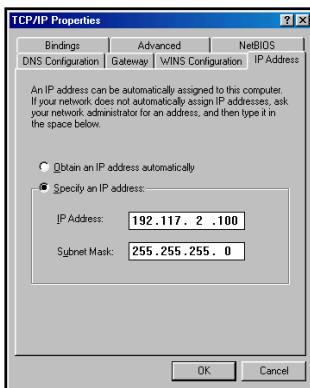 TCP/IP Properties
Bindings Advanced NetBIOS
DNS Configuration Gateway WINS Configuration IP Address
An IP address can be automatically assigned to this computer.
If your network does not automatically assign IP addresses, ask
your network administrator for an address, and then type it in
the space below.
Obtain an IP address automatically
Specify an IP address:
IP Address: 192.117. 2 .100
Subnet Mask: 255.255.255. 0
OK Cancel